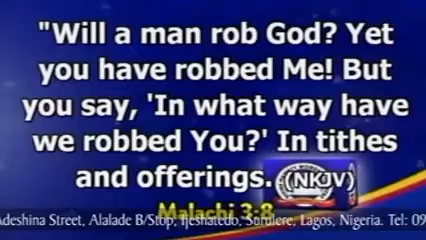 "Will a man rob God? Yet
you have robbed Me! But
you say, 'In what way have
we robbed You?' In tithes
and offerings.
(NKJV)
Malachi 3:8
Adeshina Street, Alalade B/Stop, Ijeshatedo, Surulere, Lagos, Nigeria. Tel: 09